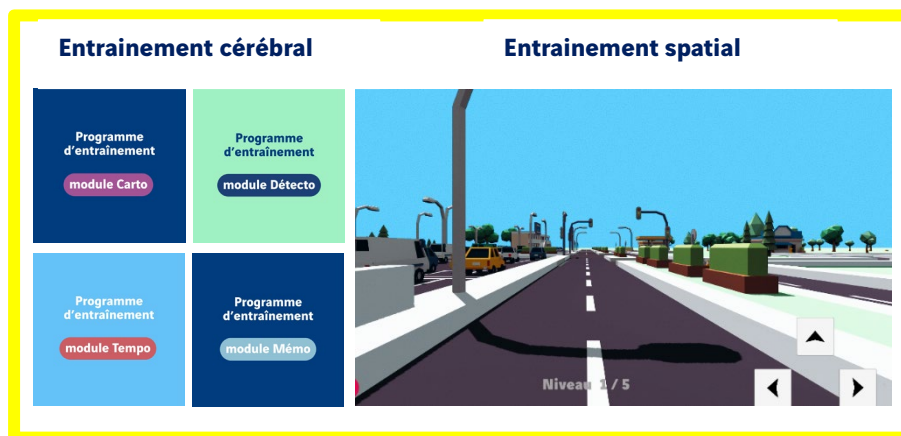 Entrainement cérébral
Entrainement spatial
Programme
d'entraînement
module Carto
Programme
d'entraînement
module Détecto
Programme
d'entraînement
module Tempo
Programme
d'entraînement
module Mémo
Niveau 1 / 5